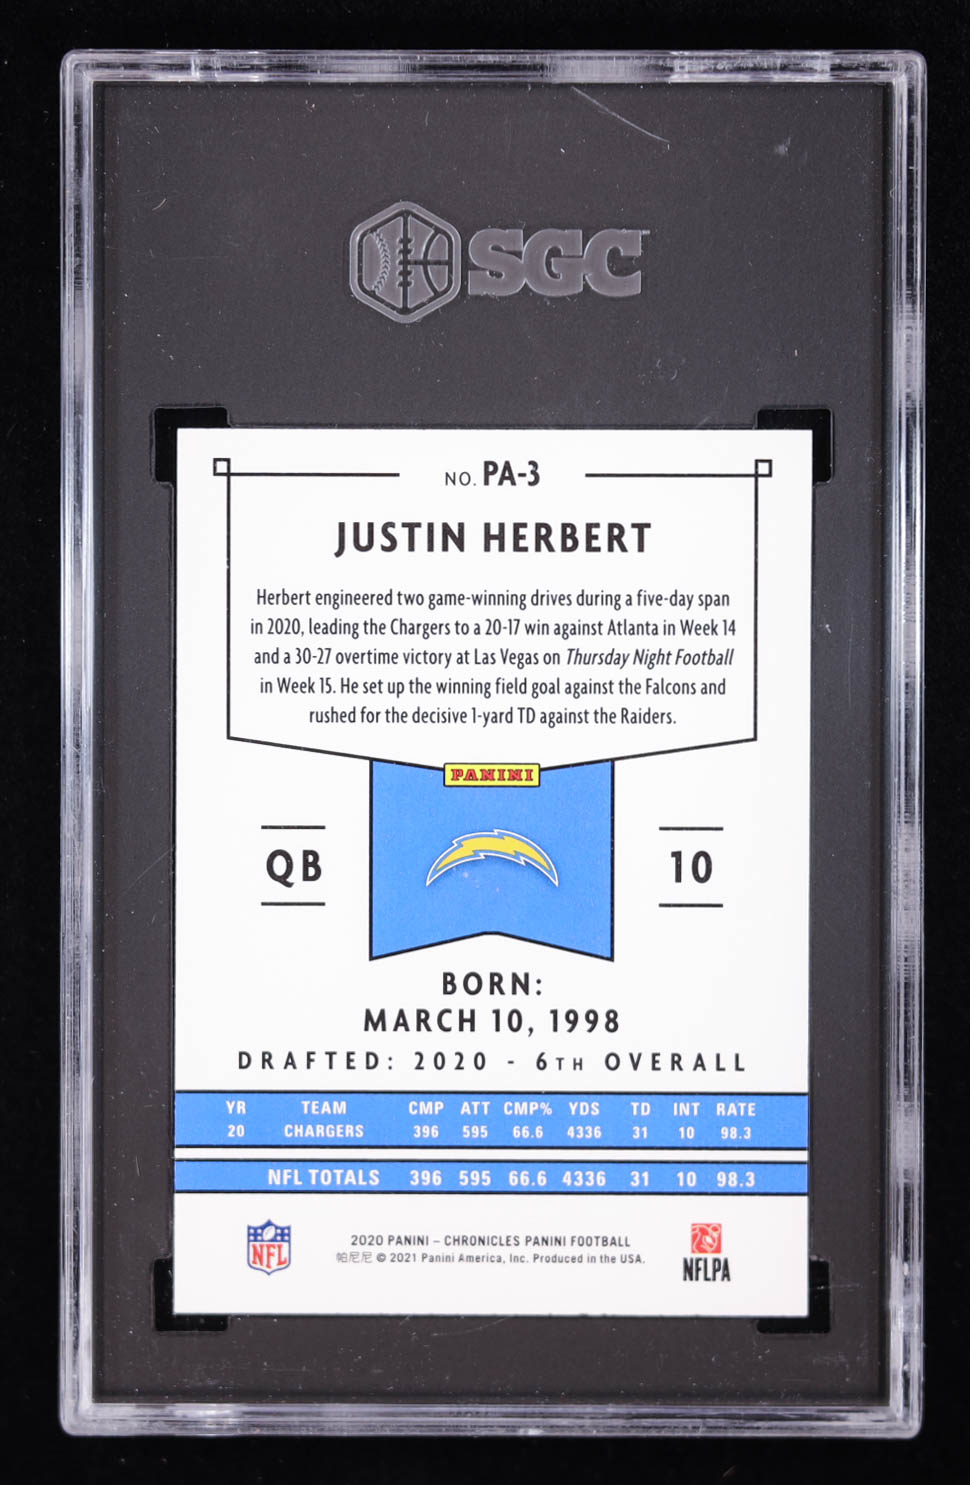 SGC
NO. PA-3
JUSTIN HERBERT
Herbert engineered two game-winning drives during a five-day span
in 2020, leading the Chargers to a 20-17 win against Atlanta in Week 14
and a 30-27 overtime victory at Las Vegas on Thursday Night Football
in Week 15. He set up the winning field goal against the Falcons and
rushed for the decisive 1-yard TD against the Raiders.
PANINI
QB
10
BORN:
MARCH 10, 1998
DRAFTED: 2020 - 6TH OVERALL
YR TEAM CMP ATT CMP% YDS TD INT RATE
20 CHARGERS 396 595 66.6 4336 31 10 98.3
NFL TOTALS 396 595 66.6 4336 31 10 98.3
NFL
2020 PANINI – CHRONICLES PANINI FOOTBALL
帕尼尼 © 2021 Panini America, Inc. Produced in the USA.
NFLPA